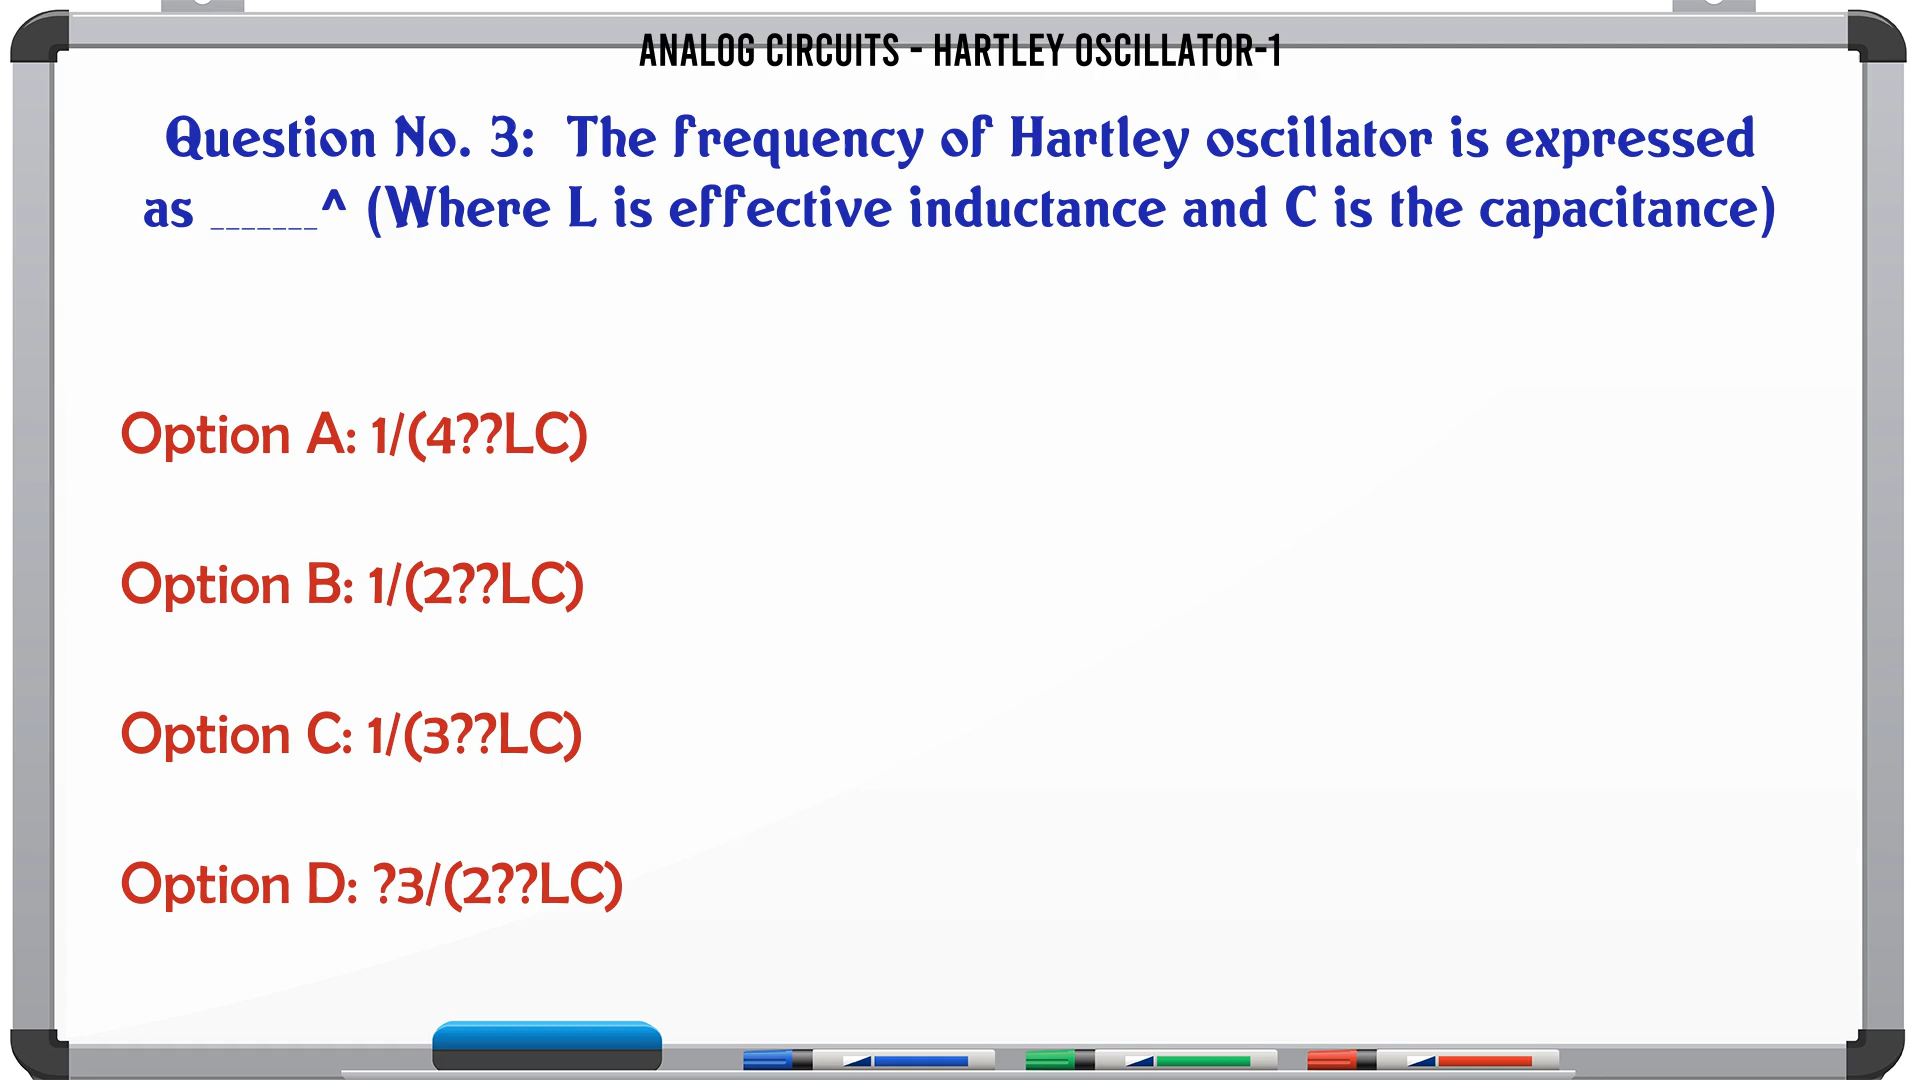 ANALOG CIRCUITS - HARTLEY OSCILLATOR-1
Question No. 3: The frequency of Hartley oscillator is expressed
as _______^ (Where L is effective inductance and C is the capacitance)
Option A: 1/(4??LC)
Option B: 1/(2??LC)
Option C: 1/(3??LC)
Option D: ?3/(2??LC)